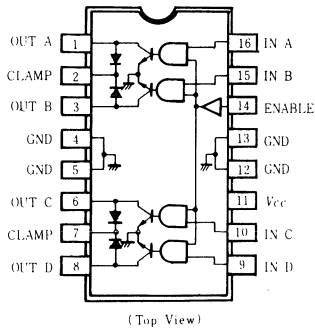 OUT A 1 16 IN A
CLAMP 2 15 IN B
OUT B 3 14 ENABLE
GND 4 13 GND
GND 5 12 GND
OUT C 6 11 Vcc
CLAMP 7 10 IN C
OUT D 8 9 IN D
(Top View)